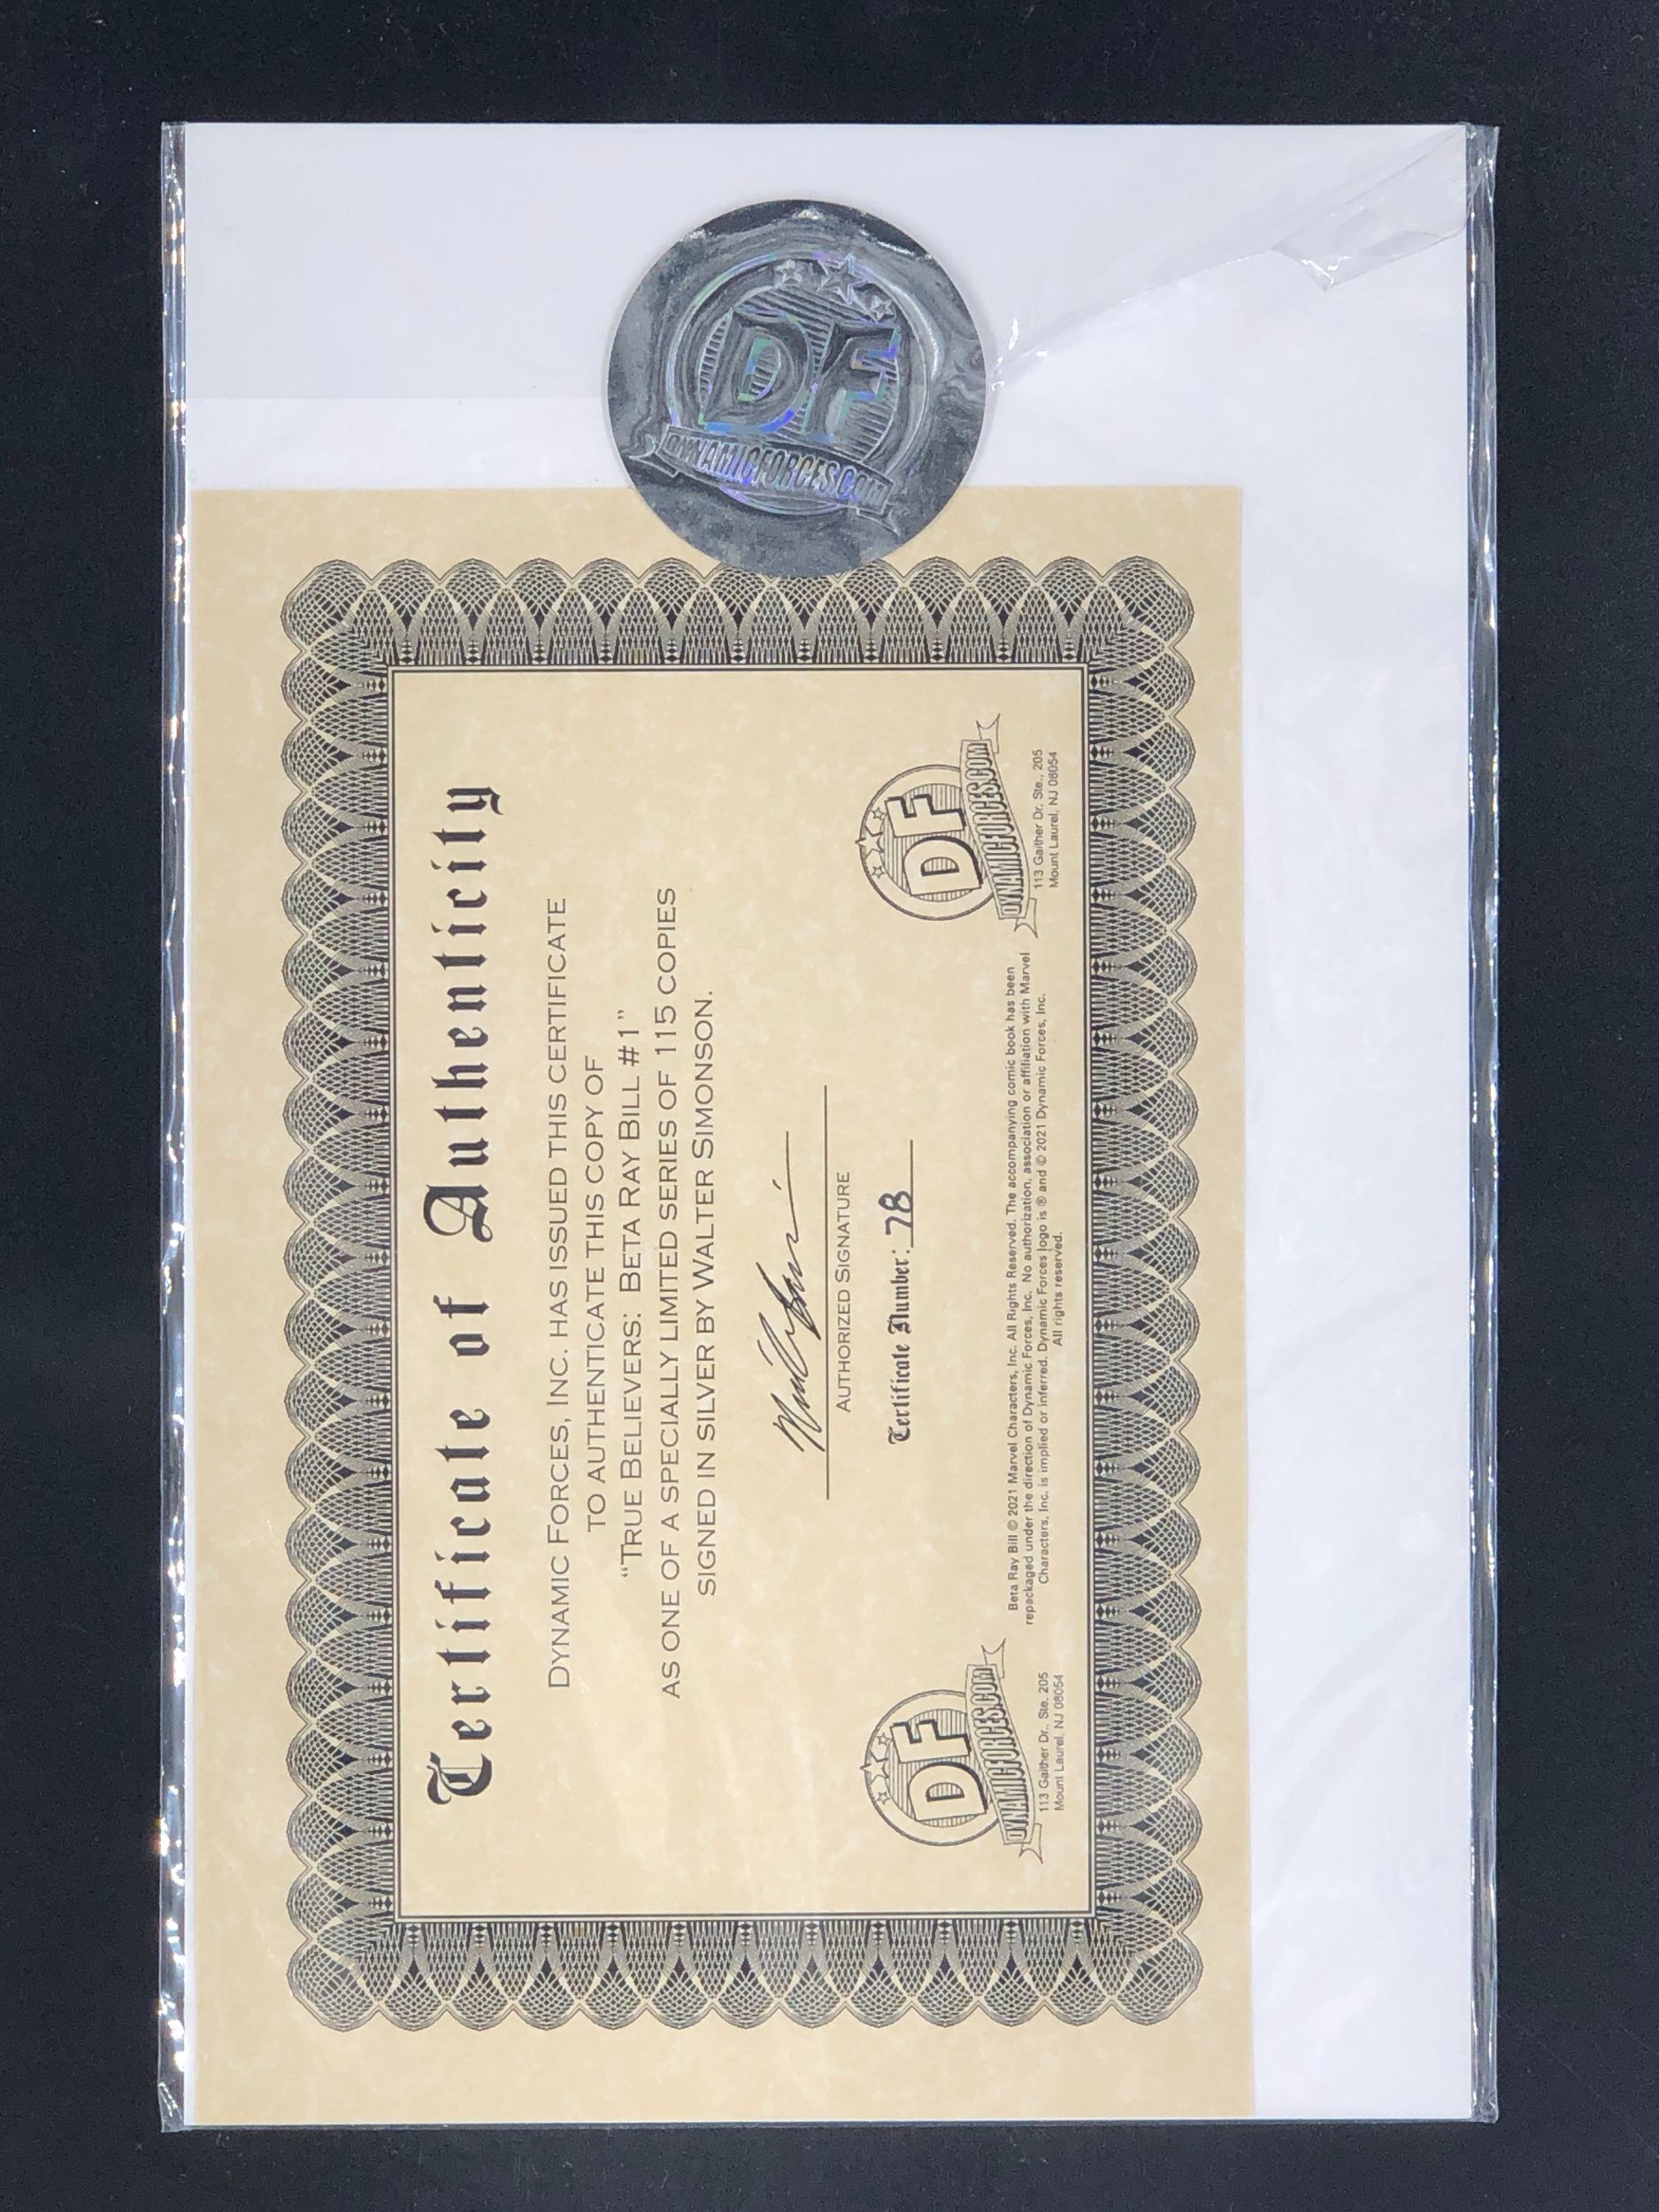 DF
DYNAMICFORCES.COM
Certificate of Authenticity
DYNAMIC FORCES, INC. HAS ISSUED THIS CERTIFICATE
TO AUTHENTICATE THIS COPY OF
“TRUE BELIEVERS: BETA RAY BILL #1”
AS ONE OF A SPECIALLY LIMITED SERIES OF 115 COPIES
SIGNED IN SILVER BY WALTER SIMONSON.
AUTHORIZED SIGNATURE
Certificate Number: 78
DF
DYNAMICFORCES.COM
113 Gaither Dr., Ste. 205
Mount Laurel, NJ 08054
Beta Ray Bill © 2021 Marvel Characters, Inc. All Rights Reserved. The accompanying comic book has been
repackaged under the direction of Dynamic Forces, Inc. No authorization, association or affiliation with Marvel
Characters, Inc. is implied or inferred. Dynamic Forces logo is ® and © 2021 Dynamic Forces, Inc.
All rights reserved.
DF
DYNAMICFORCES.COM
113 Gaither Dr. Ste., 205
Mount Laurel, NJ 08054